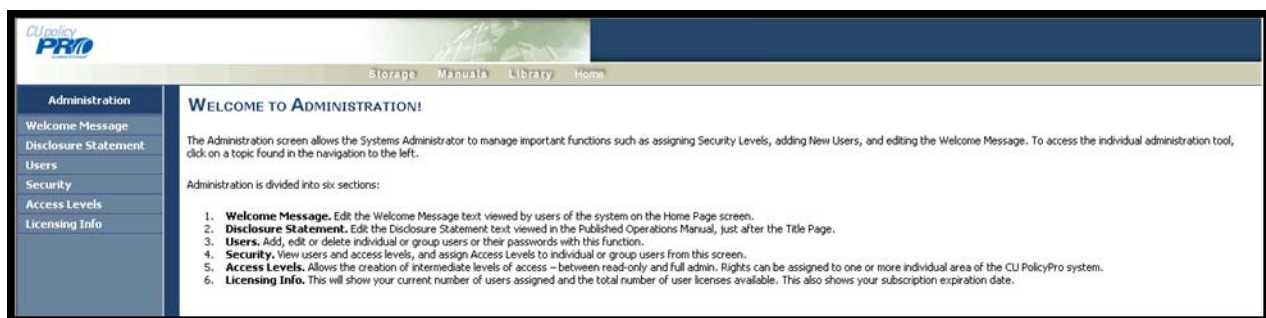 CU policy
PRO
Storage Manuals Library Home
Administration
Welcome Message
Disclosure Statement
Users
Security
Access Levels
Licensing Info
WELCOME TO ADMINISTRATION!
The Administration screen allows the Systems Administrator to manage important functions such as assigning Security Levels, adding New Users, and editing the Welcome Message. To access the individual administration tool,
click on a topic found in the navigation to the left.
Administration is divided into six sections:
1. Welcome Message. Edit the Welcome Message text viewed by users of the system on the Home Page screen.
2. Disclosure Statement. Edit the Disclosure Statement text viewed in the Published Operations Manual, just after the Title Page.
3. Users. Add, edit or delete individual or group users or their passwords with this function.
4. Security. View users and access levels, and assign Access Levels to individual or group users from this screen.
5. Access Levels. Allows the creation of intermediate levels of access – between read-only and full admin. Rights can be assigned to one or more individual area of the CU PolicyPro system.
6. Licensing Info. This will show your current number of users assigned and the total number of user licenses available. This also shows your subscription expiration date.